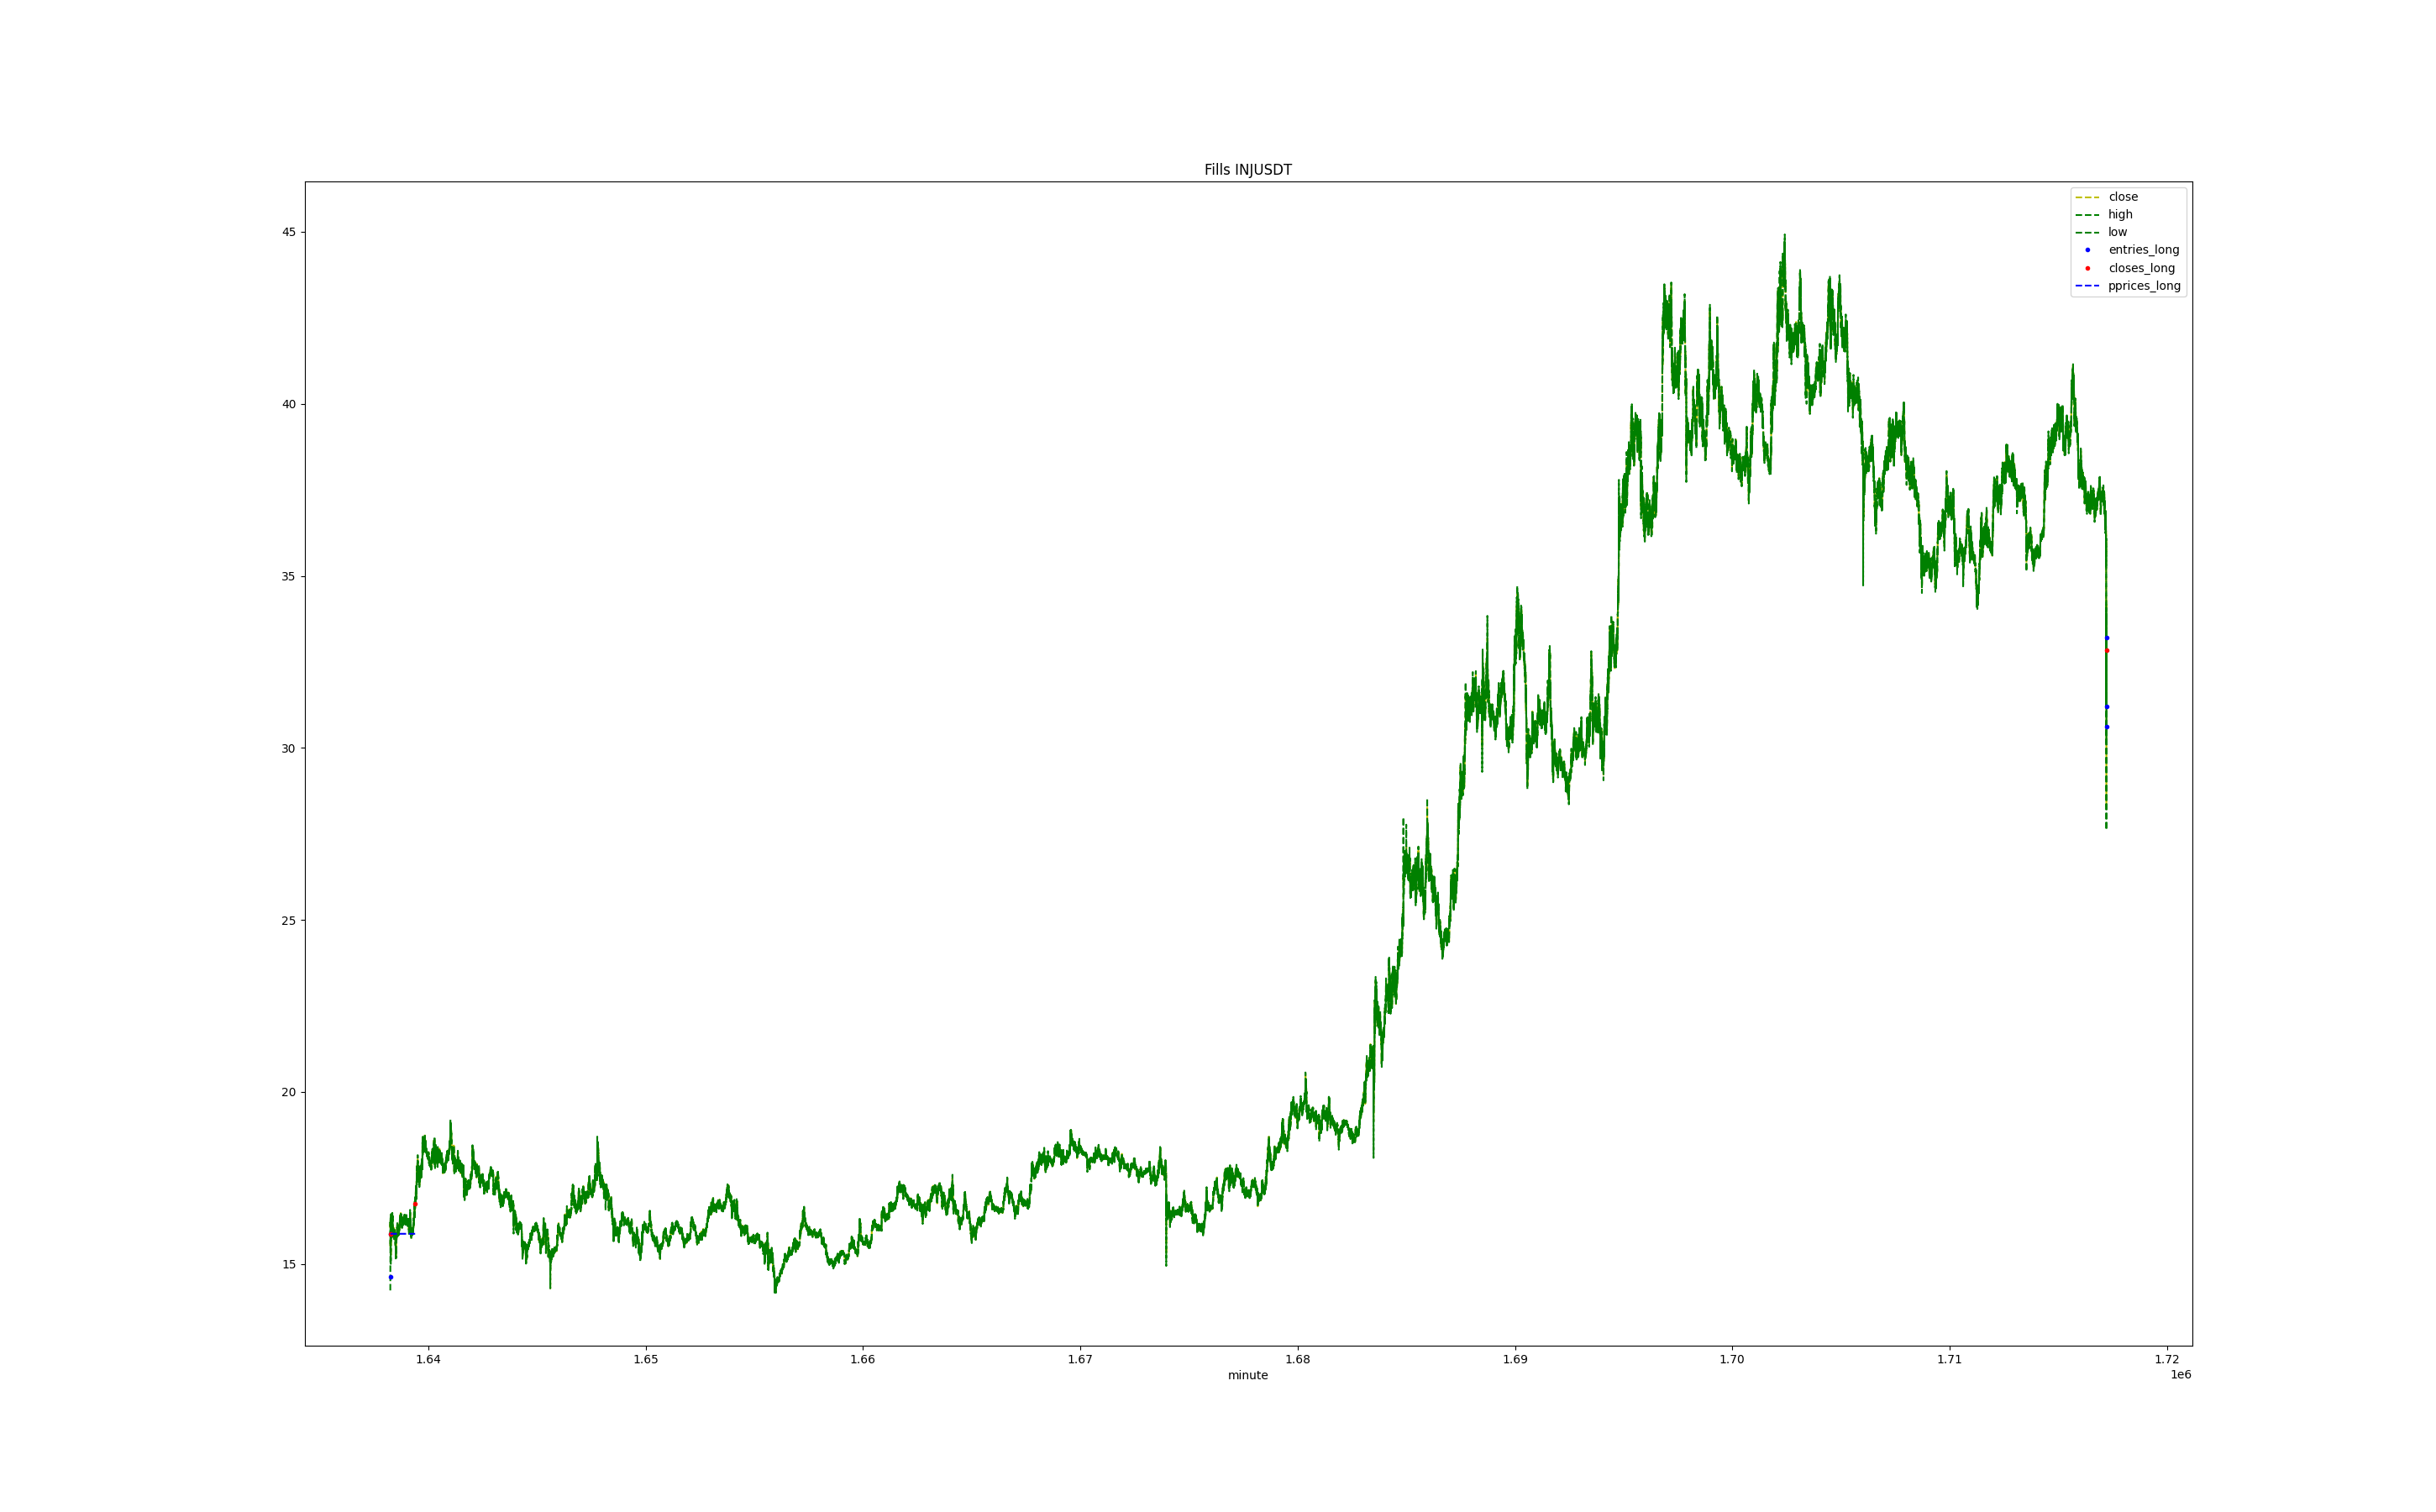 Fills INJUSDT
close
high
low
entries_long
closes_long
pprices_long
45
40
35
30
25
20
15
1.64 1.65 1.66 1.67 1.68 1.69 1.70 1.71 1.72
minute 1e6